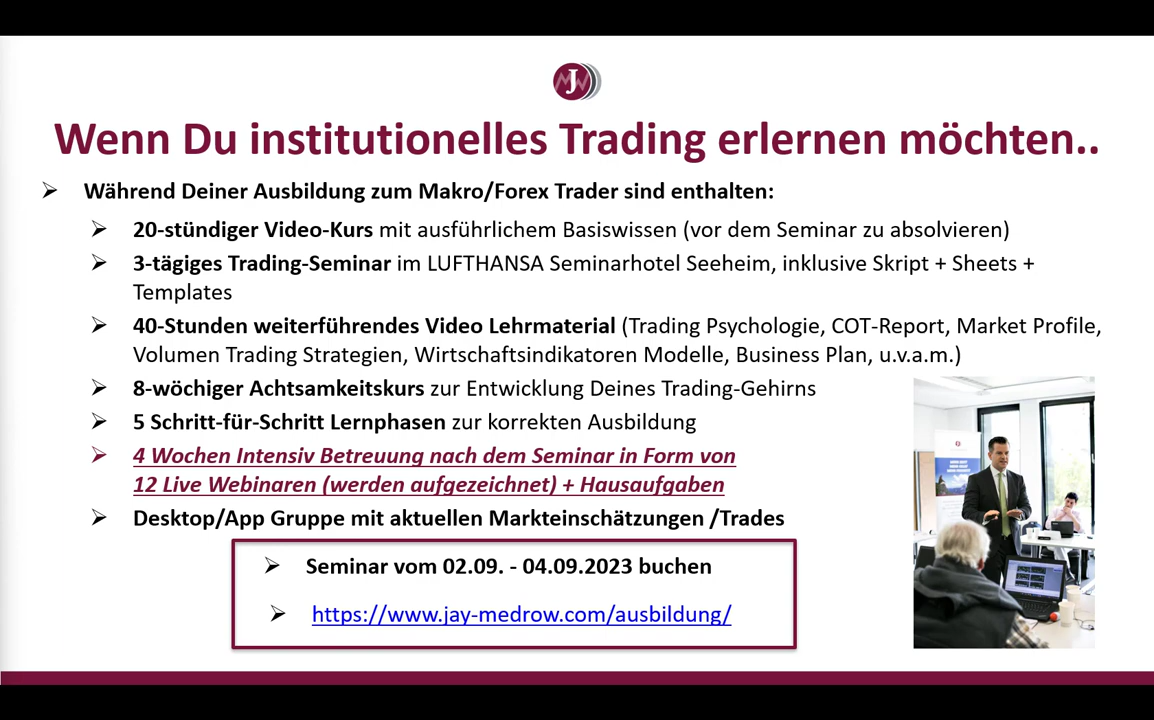 J
Wenn Du institutionelles Trading erlernen möchten..
Während Deiner Ausbildung zum Makro/Forex Trader sind enthalten:
20-stündiger Video-Kurs mit ausführlichem Basiswissen (vor dem Seminar zu absolvieren)
3-tägiges Trading-Seminar im LUFTHANSA Seminarhotel Seeheim, inklusive Skript + Sheets +
Templates
40-Stunden weiterführendes Video Lehrmaterial (Trading Psychologie, COT-Report, Market Profile,
Volumen Trading Strategien, Wirtschaftsindikatoren Modelle, Business Plan, u.v.a.m.)
8-wöchiger Achtsamkeitskurs zur Entwicklung Deines Trading-Gehirns
5 Schritt-für-Schritt Lernphasen zur korrekten Ausbildung
4 Wochen Intensiv Betreuung nach dem Seminar in Form von
12 Live Webinaren (werden aufgezeichnet) + Hausaufgaben
Desktop/App Gruppe mit aktuellen Markteinschätzungen /Trades
Seminar vom 02.09. - 04.09.2023 buchen
https://www.jay-medrow.com/ausbildung/